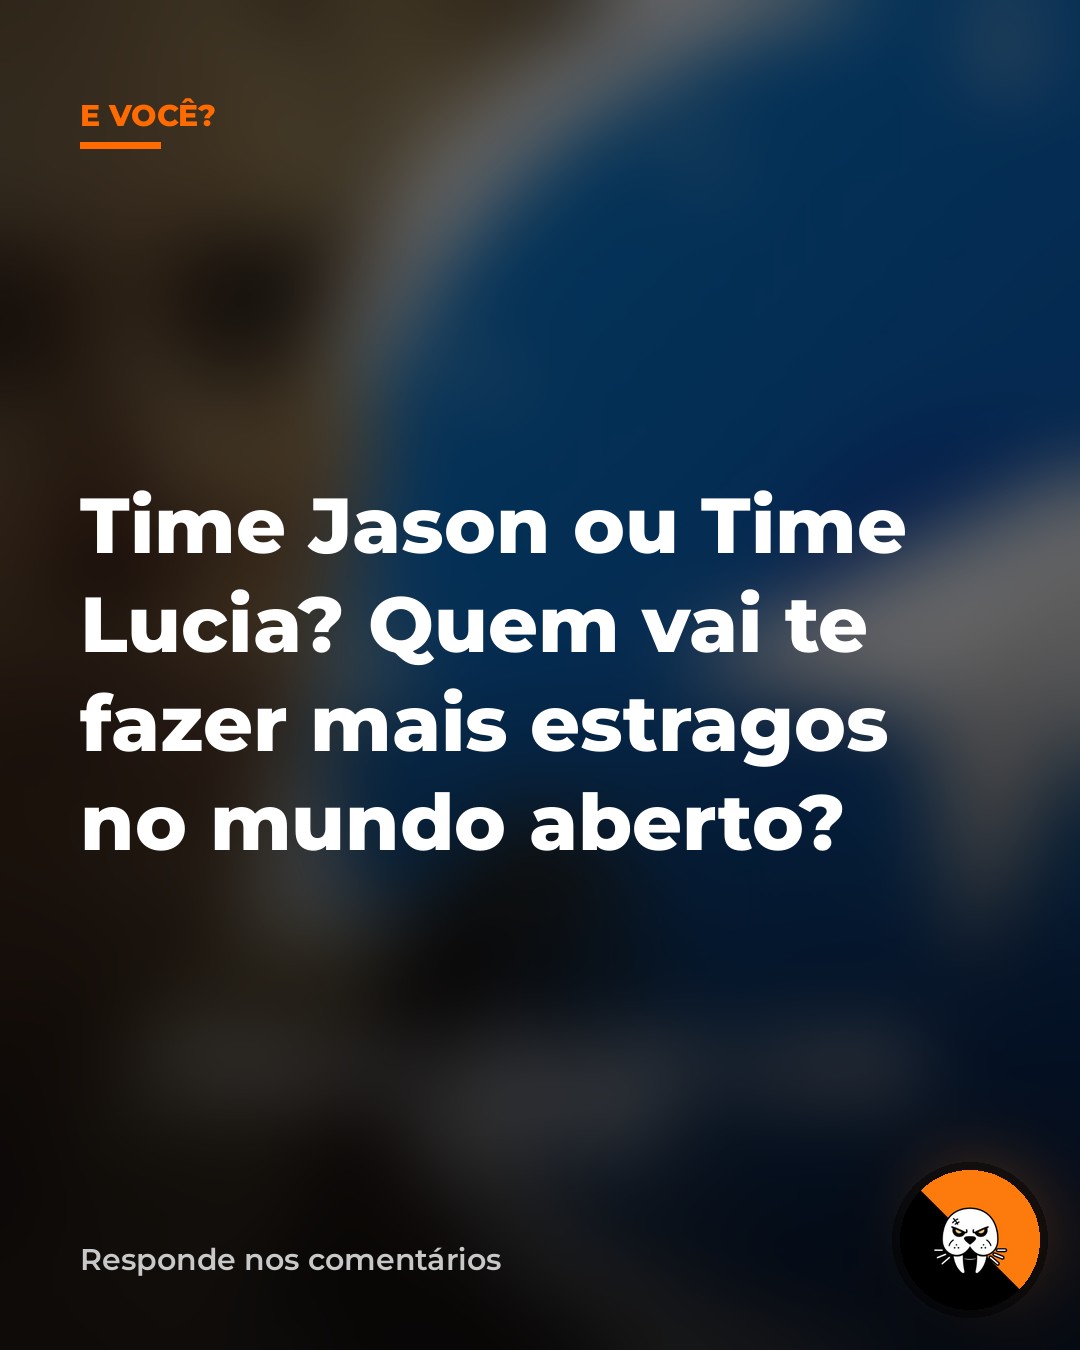 E VOCÊ?
Time Jason ou Time
Lucia? Quem vai te
fazer mais estragos
no mundo aberto?
Responde nos comentários